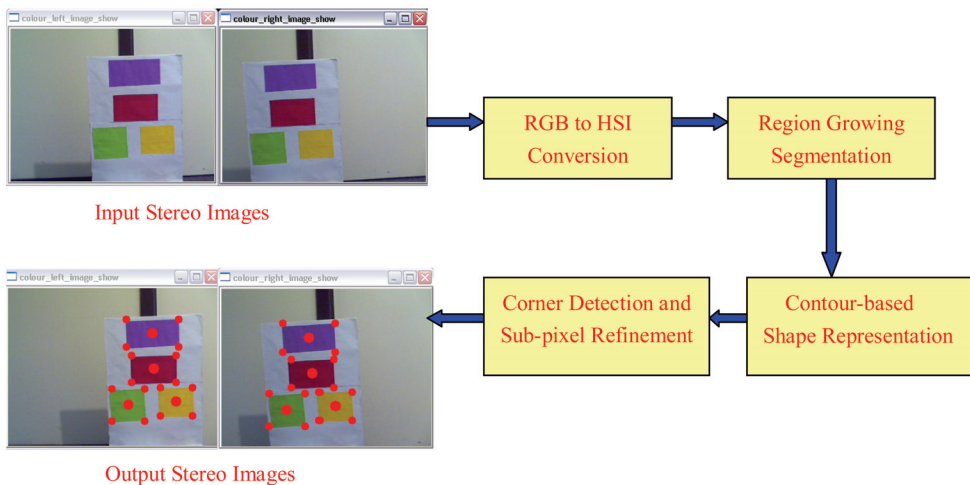 colour_left_image_show
colour_right_image_show
RGB to HSI
Conversion
Region Growing
Segmentation
Input Stereo Images
colour_left_image_show
colour_right_image_show
Corner Detection and
Sub-pixel Refinement
Contour-based
Shape Representation
Output Stereo Images